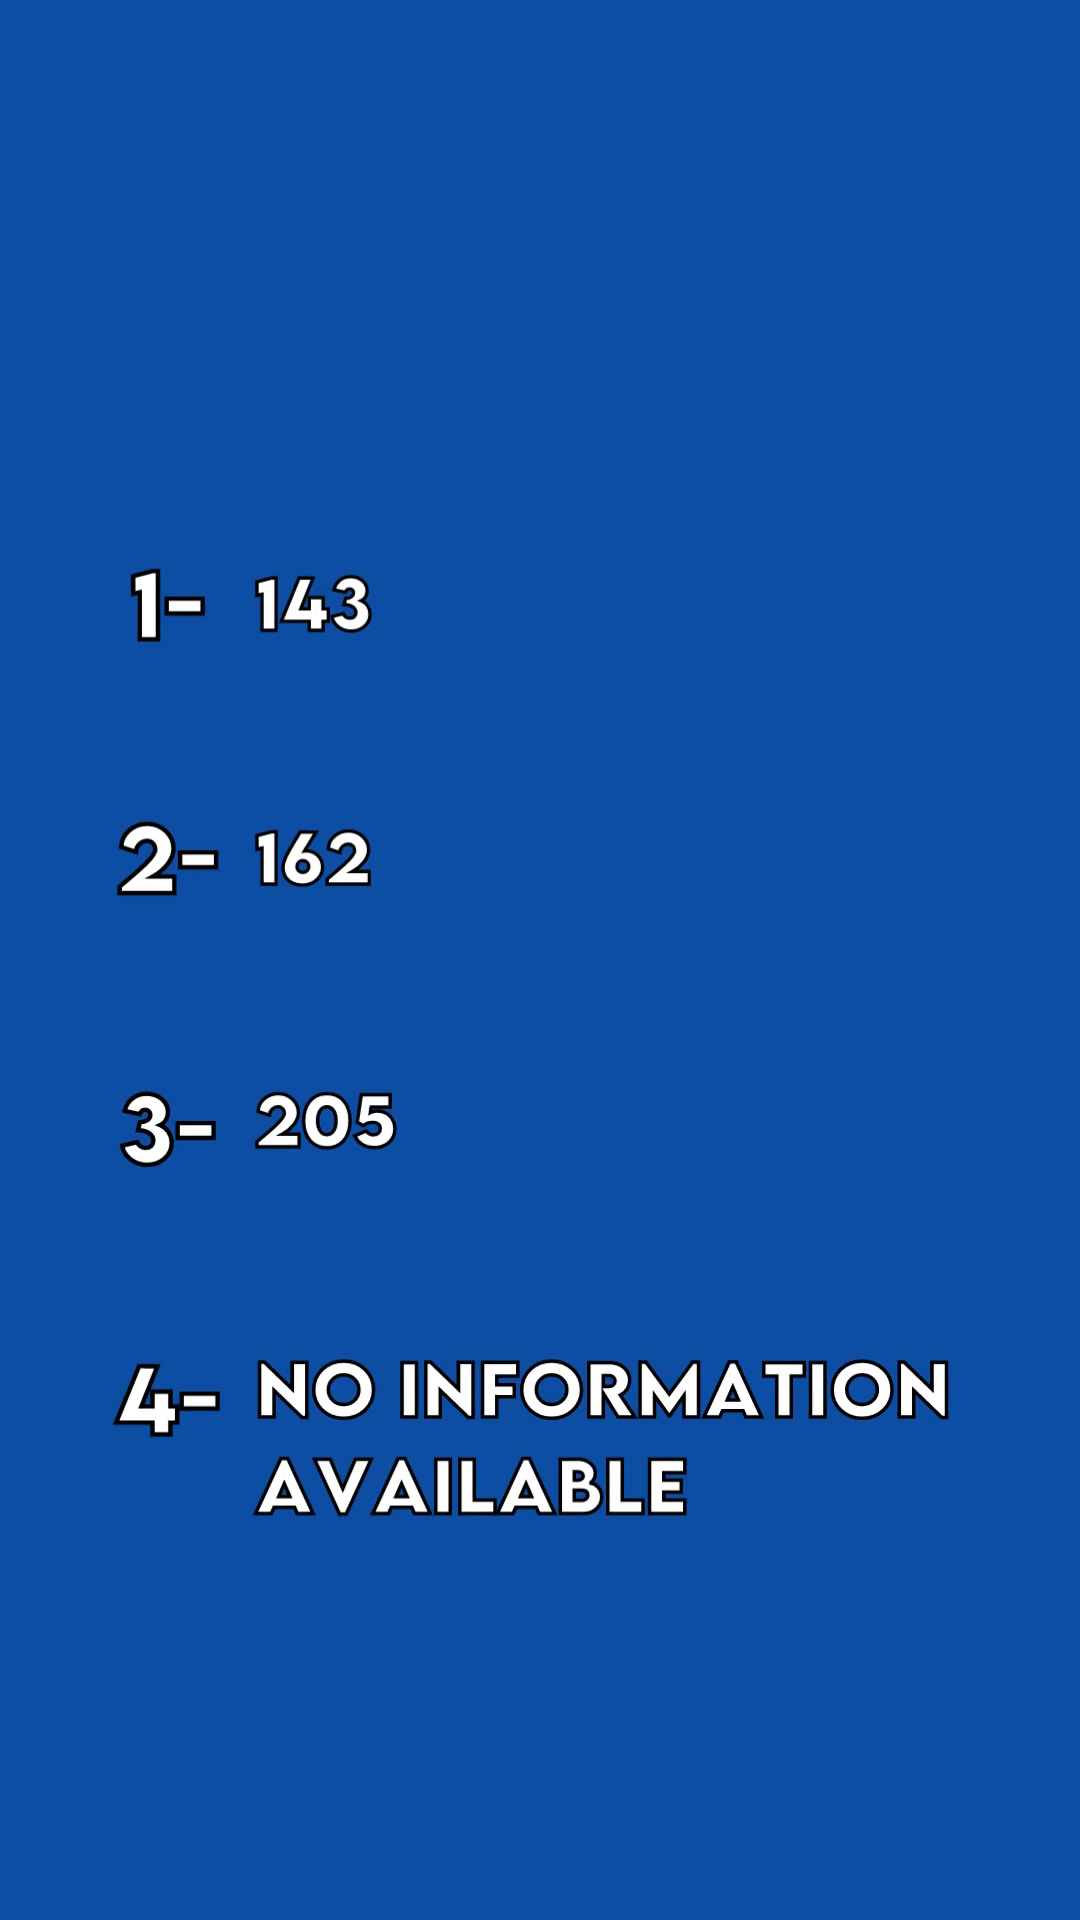 1- 143
2- 162
3- 205
4- NO INFORMATION
AVAILABLE